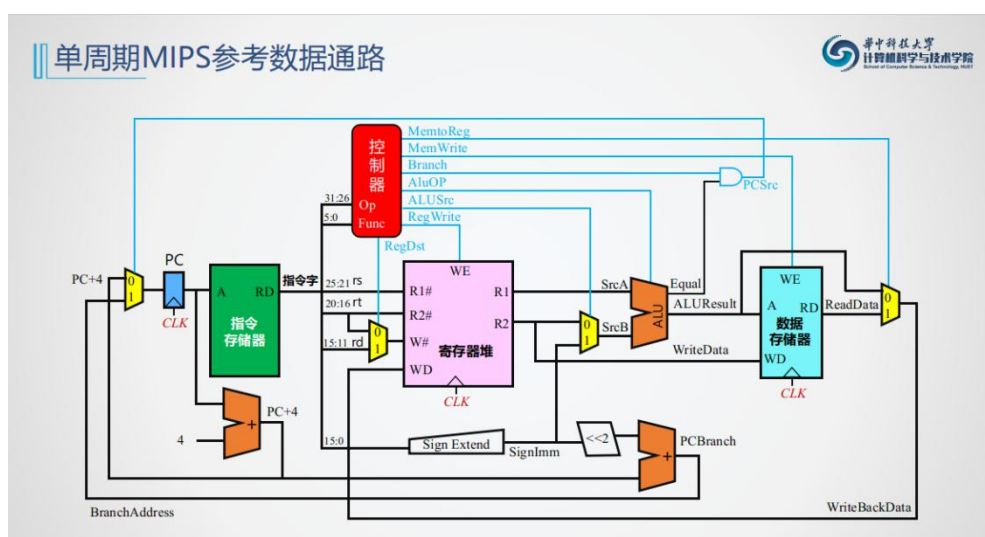 单周期MIPS参考数据通路
华中科技大学
计算机科学与技术学院
School of Computer Science & Technology, HUST
控制器
Op
Func
MemtoReg
MemWrite
Branch
AluOP
ALUSrc
RegWrite
RegDst
PCSrc
31:26
5:0
PC+4
0
1
PC
CLK
A
RD
指令
存储器
指令字
25:21 rs
20:16 rt
15:11 rd
15:0
0
1
WE
R1#
R2#
W#
WD
R1
R2
寄存器堆
CLK
0
1
SrcA
SrcB
ALU
Equal
ALUResult
WriteData
WE
A
RD
数据
存储器
WD
CLK
ReadData
0
1
4
+
PC+4
Sign Extend
SignImm
<<2
+
PCBranch
BranchAddress
WriteBackData